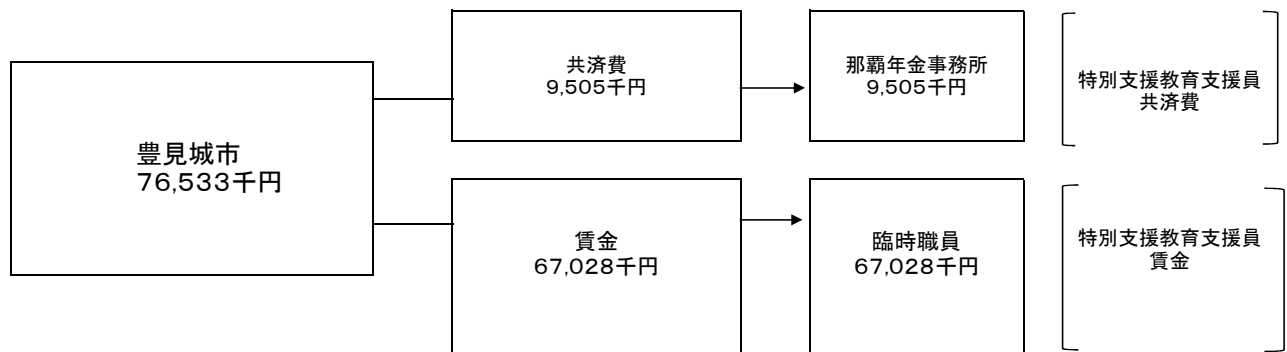 豊見城市
76,533千円
共済費
9,505千円
那覇年金事務所
9,505千円
特別支援教育支援員
共済費
賃金
67,028千円
臨時職員
67,028千円
特別支援教育支援員
賃金